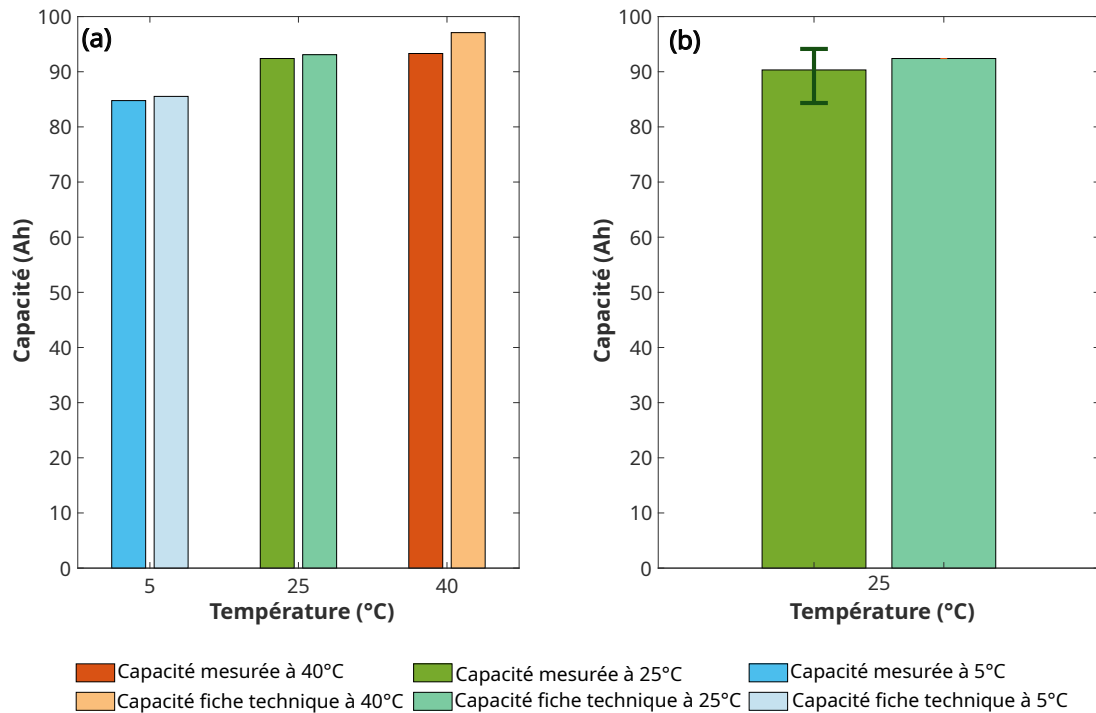 (a)
100
90
80
70
60
50
40
30
20
10
0
Capacité (Ah)
5 25 40
Température (°C)
(b)
100
90
80
70
60
50
40
30
20
10
0
Capacité (Ah)
25
Température (°C)
Capacité mesurée à 40°C Capacité mesurée à 25°C Capacité mesurée à 5°C
Capacité fiche technique à 40°C Capacité fiche technique à 25°C Capacité fiche technique à 5°C